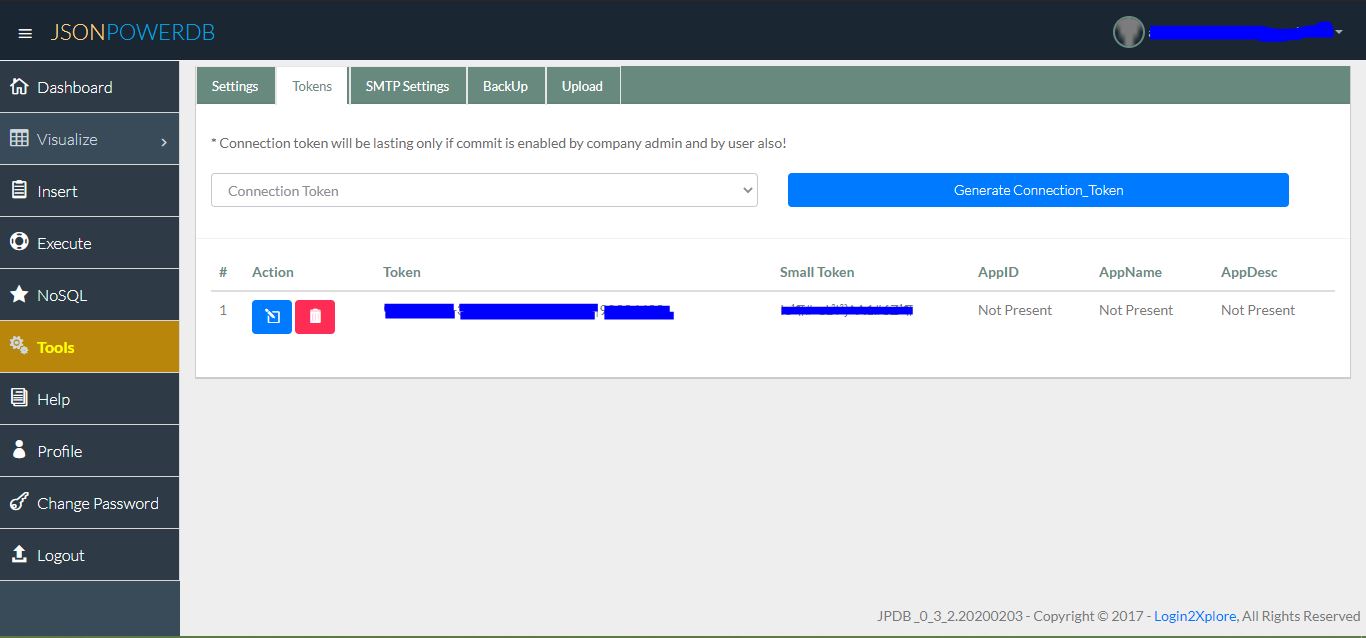 JSONPOWERDB
Dashboard
Visualize
Insert
Execute
NoSQL
Tools
Help
Profile
Change Password
Logout
Settings Tokens SMTP Settings BackUp Upload
* Connection token will be lasting only if commit is enabled by company admin and by user also!
Connection Token Generate Connection_Token
# Action Token Small Token AppID AppName AppDesc
1 Not Present Not Present Not Present
JPDB _0_3_2.20200203 - Copyright © 2017 - Login2Xplore, All Rights Reserved